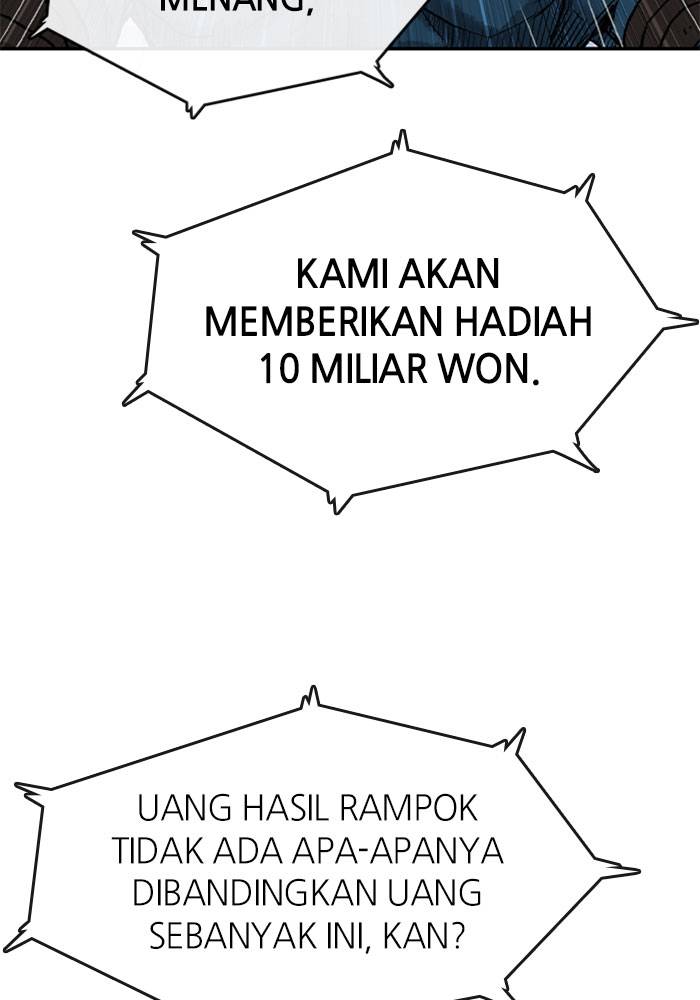 MENANG,
KAMI AKAN
MEMBERIKAN HADIAH
10 MILIAR WON.
UANG HASIL RAMPOK
TIDAK ADA APA-APANYA
DIBANDINGKAN UANG
SEBANYAK INI, KAN?